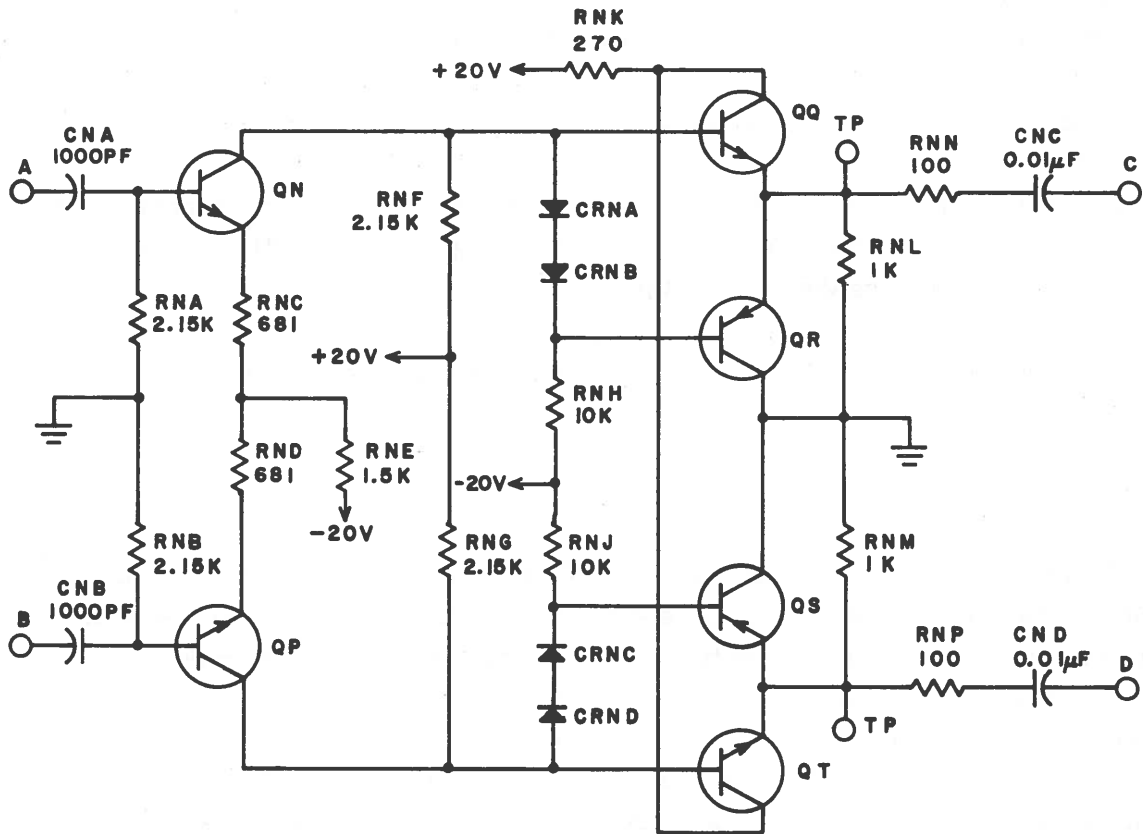 RNK
270
+20V
QQ
TP
CNA
1000PF
A
QN
RNF
2.15K
CRNA
RNN
100
CNC
0.01μF
C
CRNB
RNL
1K
RNA
2.15K
RNC
681
QR
+20V
RNH
10K
RND
681
RNE
1.5K
-20V
-20V
RNB
2.15K
RNG
2.15K
RNJ
10K
RNM
1K
CNB
1000PF
B
QP
QS
CRNC
RNP
100
CND
0.01μF
D
CRND
TP
QT